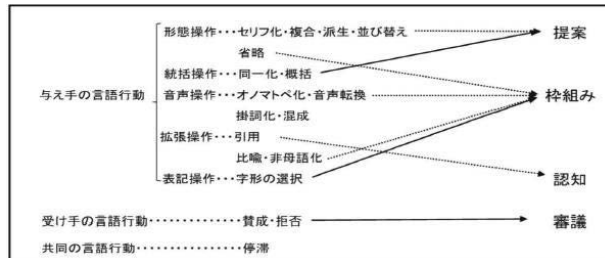 形態操作・・・セリフ化・複合・派生・並び替え
提案
省略
統括操作・・・同一化・概括
与え手の言語行動
音声操作・・・オノマトペ化・音声転換
枠組み
掛詞化・混成
拡張操作・・・引用
比喩・非母語化
認知
表記操作・・・字形の選択
受け手の言語行動・・・・・・・・・・・賛成・拒否
審議
共同の言語行動・・・・・・・・・・・・停滞